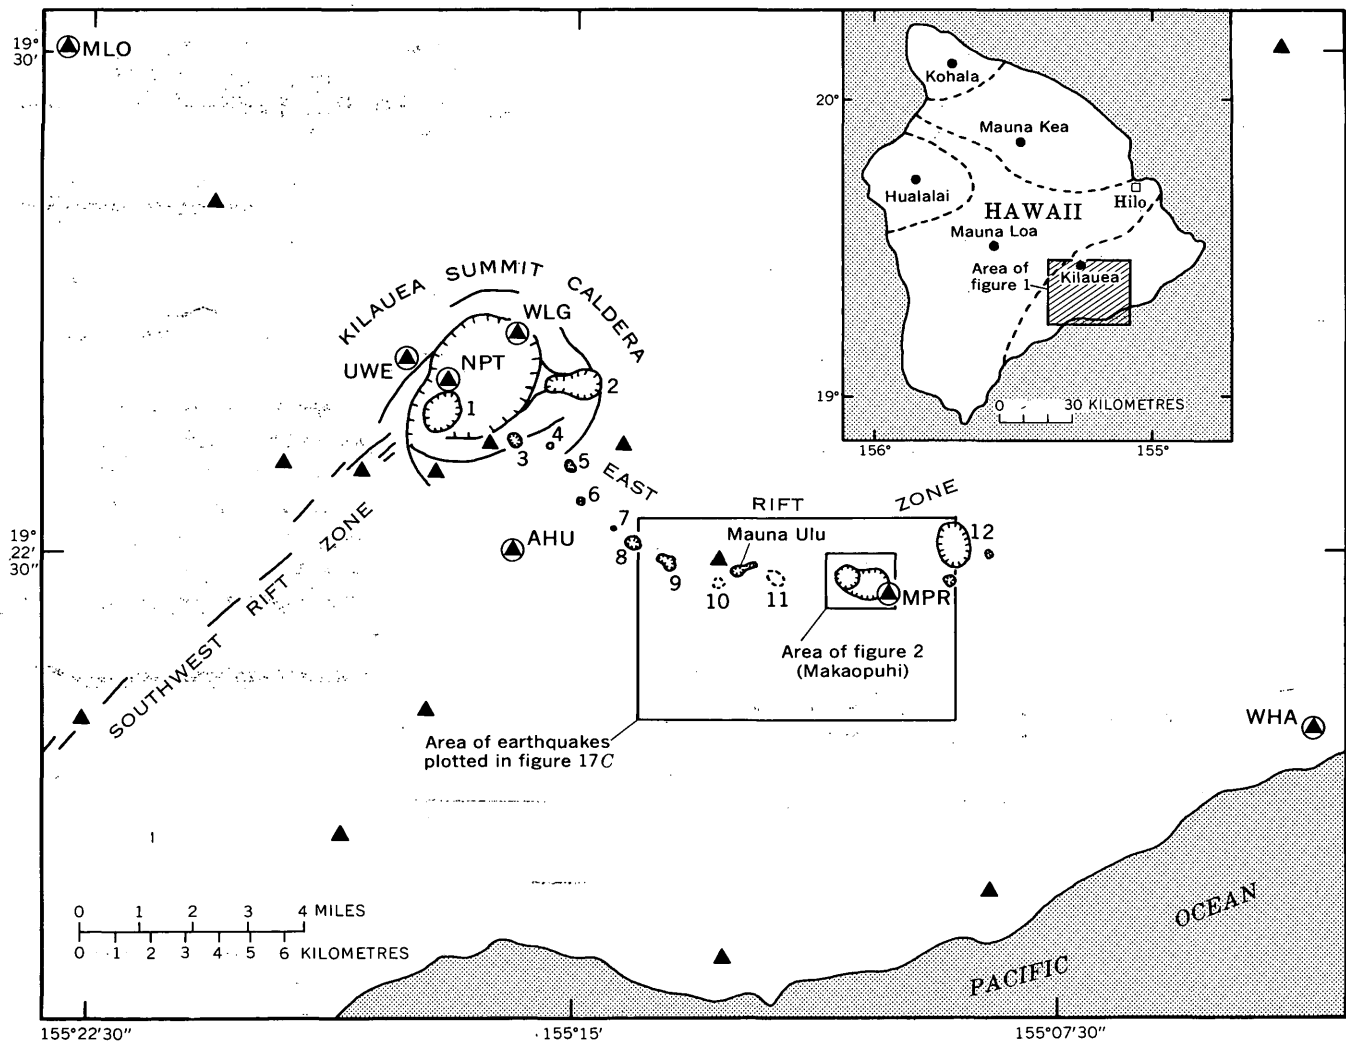 19°
30'
MLO
KILAUEA SUMMIT CALDERA
WLG
UWE
NPT
1
2
3
4
5
6
7
8
9
10
11
12
EAST RIFT ZONE
Mauna Ulu
AHU
19°
22'
30"
MPR
Area of figure 2
(Makaopuhi)
SOUTHWEST RIFT ZONE
Area of earthquakes
plotted in figure 17C
WHA
0 1 2 3 4 MILES
0 1 2 3 4 5 6 KILOMETRES
PACIFIC OCEAN
155°22'30"
155°15'
155°07'30"
20°
19°
156°
155°
Kohala
Mauna Kea
Hualalai
Hilo
HAWAII
Mauna Loa
Area of
figure 1
Kilauea
0 30 KILOMETRES